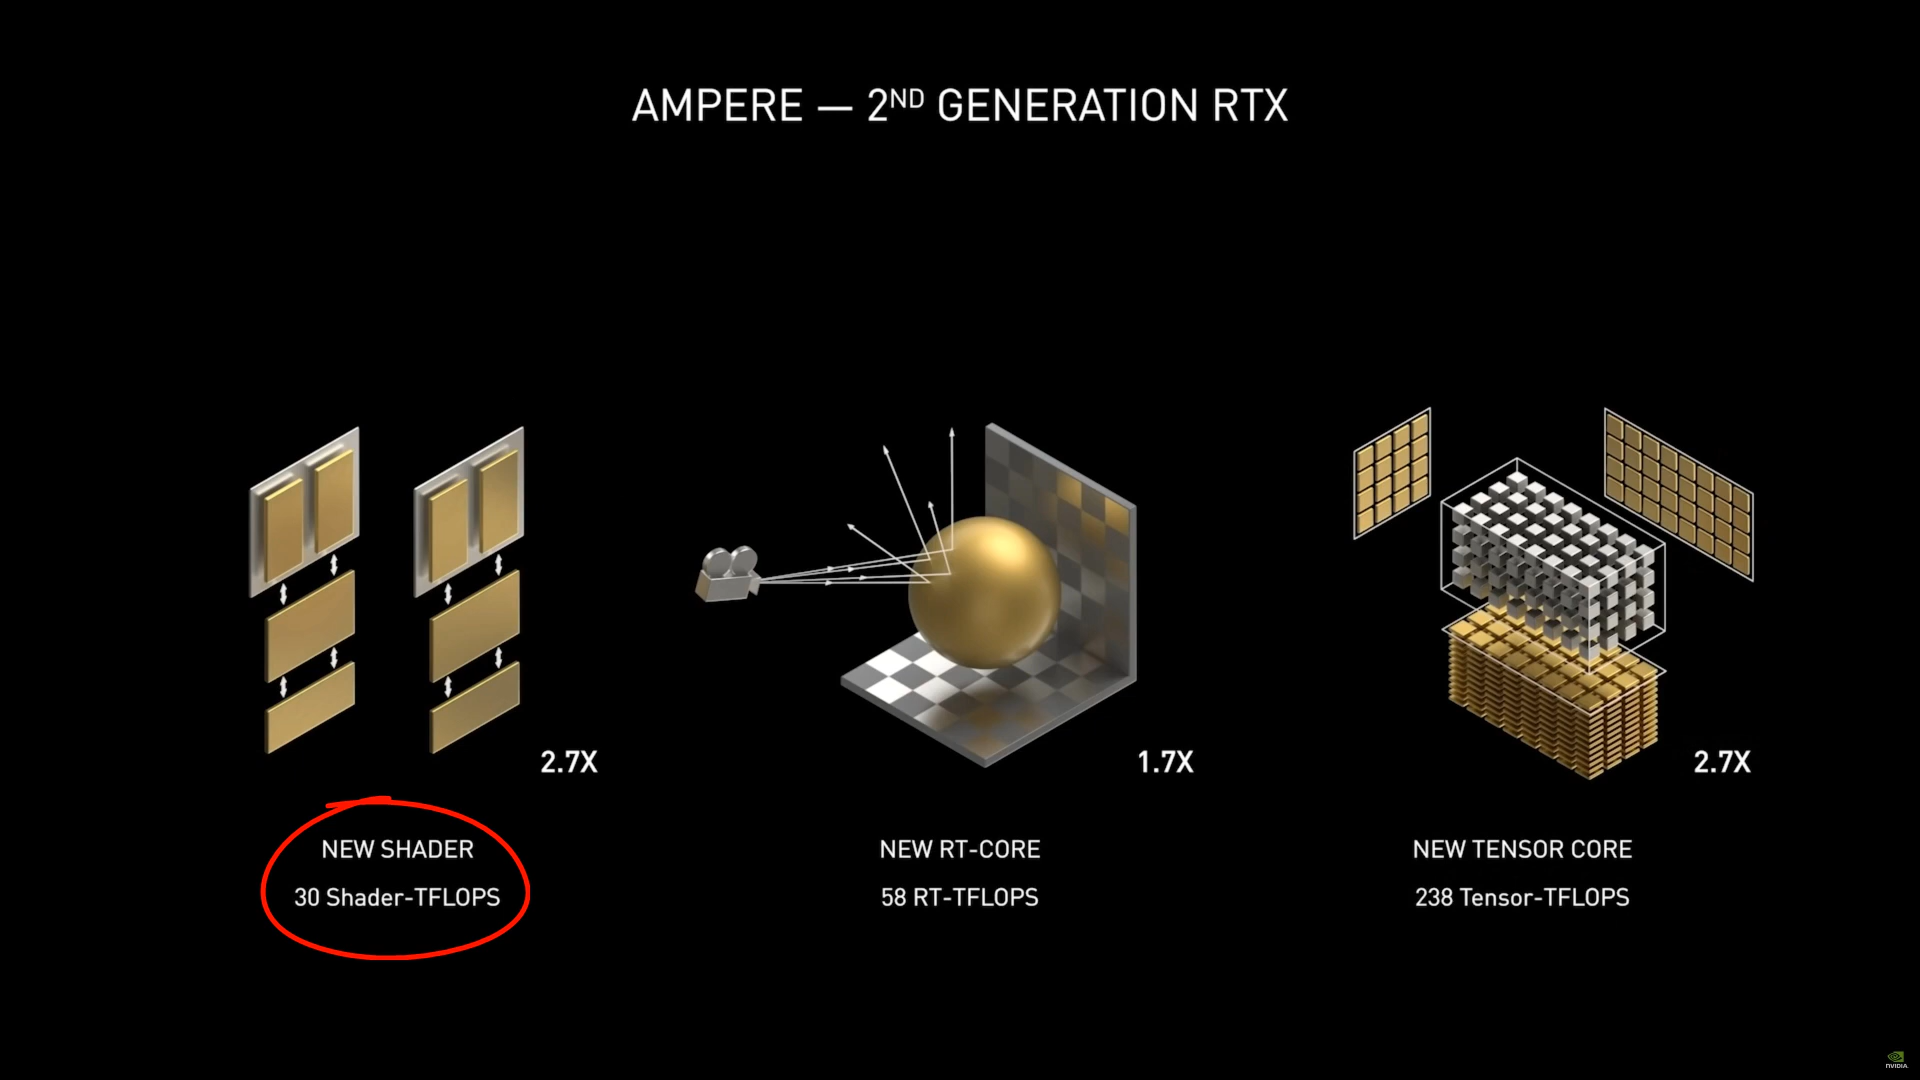 AMPERE — 2ND GENERATION RTX
2.7X
1.7X
2.7X
NEW SHADER
30 Shader-TFLOPS
NEW RT-CORE
58 RT-TFLOPS
NEW TENSOR CORE
238 Tensor-TFLOPS
NVIDIA